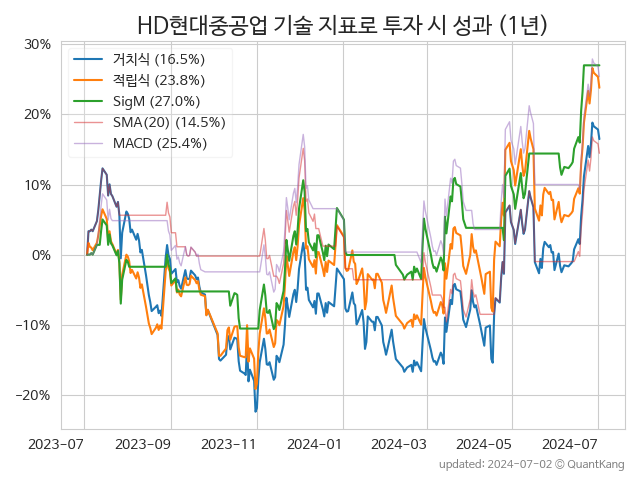 HD현대중공업 기술 지표로 투자 시 성과 (1년)
30%
20%
10%
0%
−10%
−20%
거치식 (16.5%)
적립식 (23.8%)
SigM (27.0%)
SMA(20) (14.5%)
MACD (25.4%)
2023-07 2023-09 2023-11 2024-01 2024-03 2024-05 2024-07
updated: 2024-07-02 ⓒ QuantKang